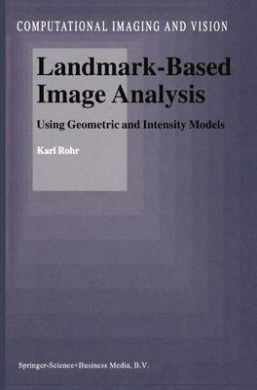 COMPUTATIONAL IMAGING AND VISION
Landmark-Based
Image Analysis
Using Geometric and Intensity Models
Karl Rohr
Springer-Science+Business Media, B.V.